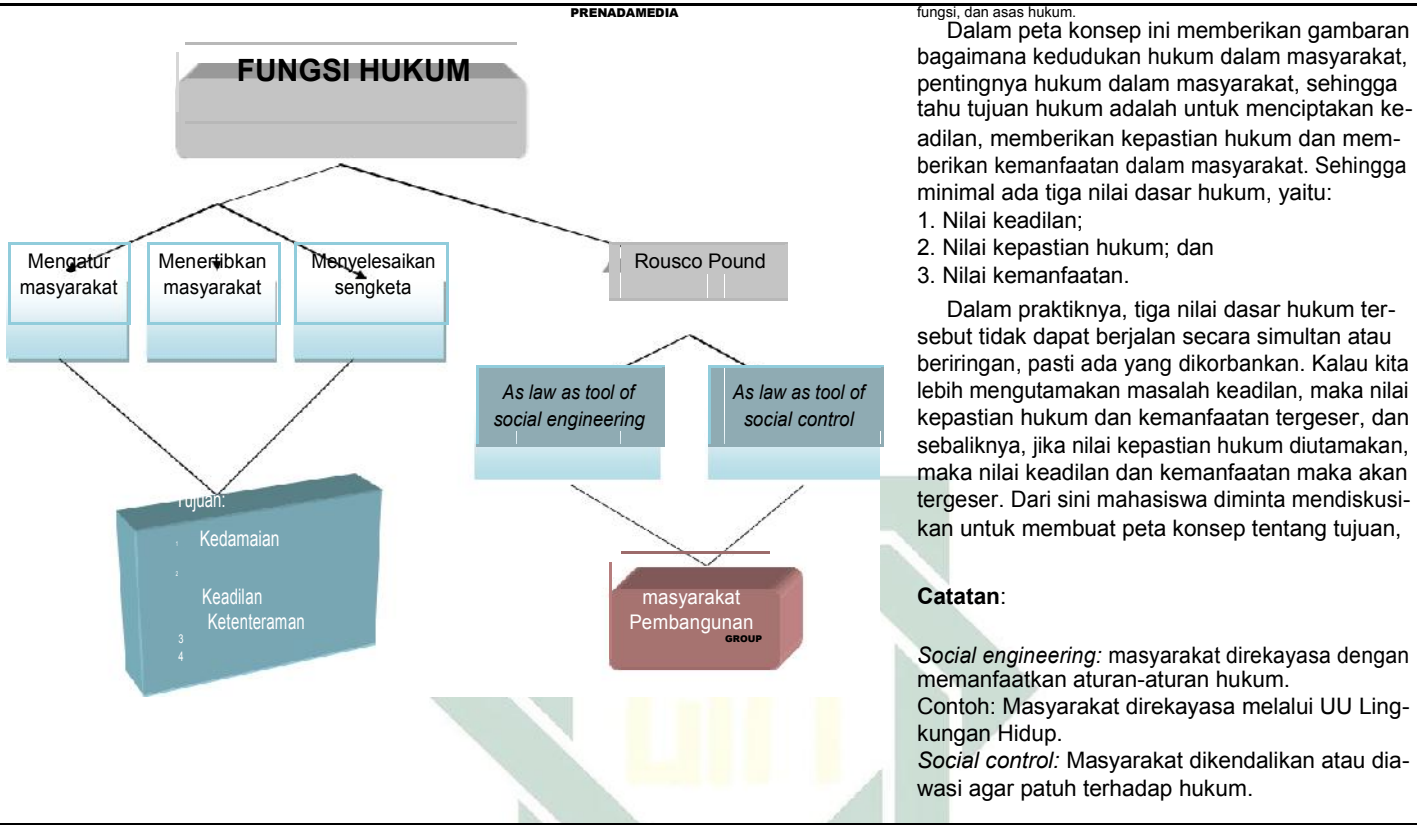 PRENADAMEDIA
FUNGSI HUKUM
Mengatur
masyarakat
Menertibkan
masyarakat
Menyelesaikan
sengketa
Rousco Pound
As law as tool of
social engineering
As law as tool of
social control
Tujuan:
1
Kedamaian
2
Keadilan
Ketenteraman
3
4
masyarakat
Pembangunan
GROUP
fungsi, dan asas hukum.
Dalam peta konsep ini memberikan gambaran
bagaimana kedudukan hukum dalam masyarakat,
pentingnya hukum dalam masyarakat, sehingga
tahu tujuan hukum adalah untuk menciptakan ke-
adilan, memberikan kepastian hukum dan mem-
berikan kemanfaatan dalam masyarakat. Sehingga
minimal ada tiga nilai dasar hukum, yaitu:
1. Nilai keadilan;
2. Nilai kepastian hukum; dan
3. Nilai kemanfaatan.
Dalam praktiknya, tiga nilai dasar hukum ter-
sebut tidak dapat berjalan secara simultan atau
beriringan, pasti ada yang dikorbankan. Kalau kita
lebih mengutamakan masalah keadilan, maka nilai
kepastian hukum dan kemanfaatan tergeser, dan
sebaliknya, jika nilai kepastian hukum diutamakan,
maka nilai keadilan dan kemanfaatan maka akan
tergeser. Dari sini mahasiswa diminta mendiskusi-
kan untuk membuat peta konsep tentang tujuan,
Catatan:
Social engineering: masyarakat direkayasa dengan
memanfaatkan aturan-aturan hukum.
Contoh: Masyarakat direkayasa melalui UU Ling-
kungan Hidup.
Social control: Masyarakat dikendalikan atau dia-
wasi agar patuh terhadap hukum.